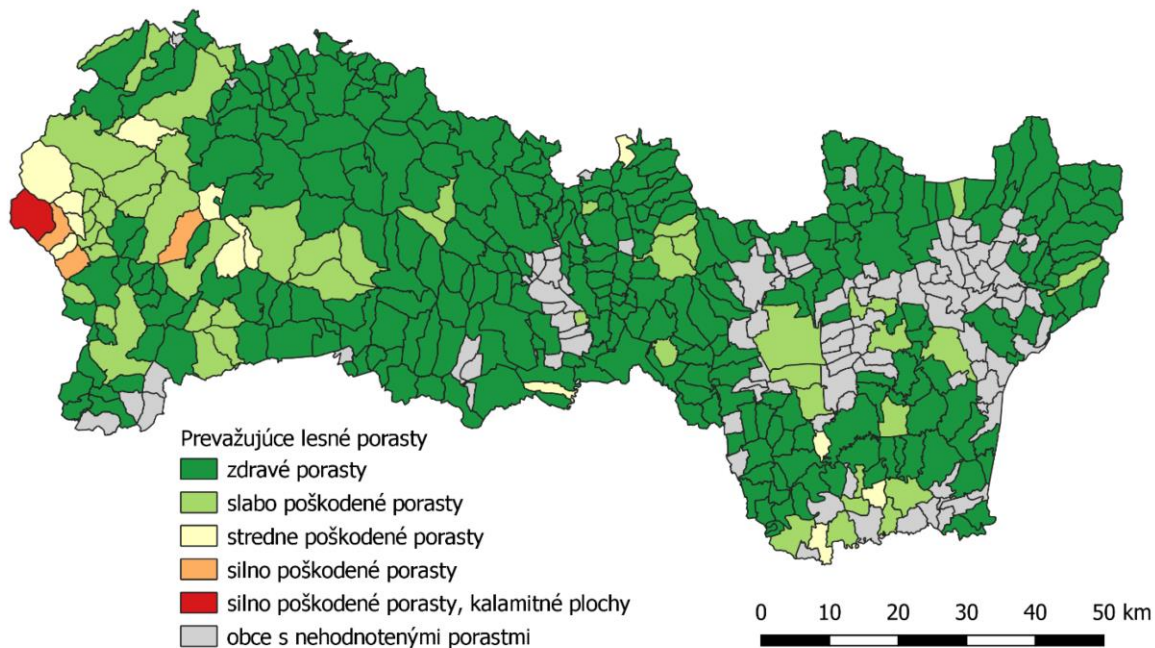 Prevažujúce lesné porasty
zdravé porasty
slabo poškodené porasty
stredne poškodené porasty
silno poškodené porasty
silno poškodené porasty, kalamitné plochy
obce s nehodnotenými porastmi
0 10 20 30 40 50 km